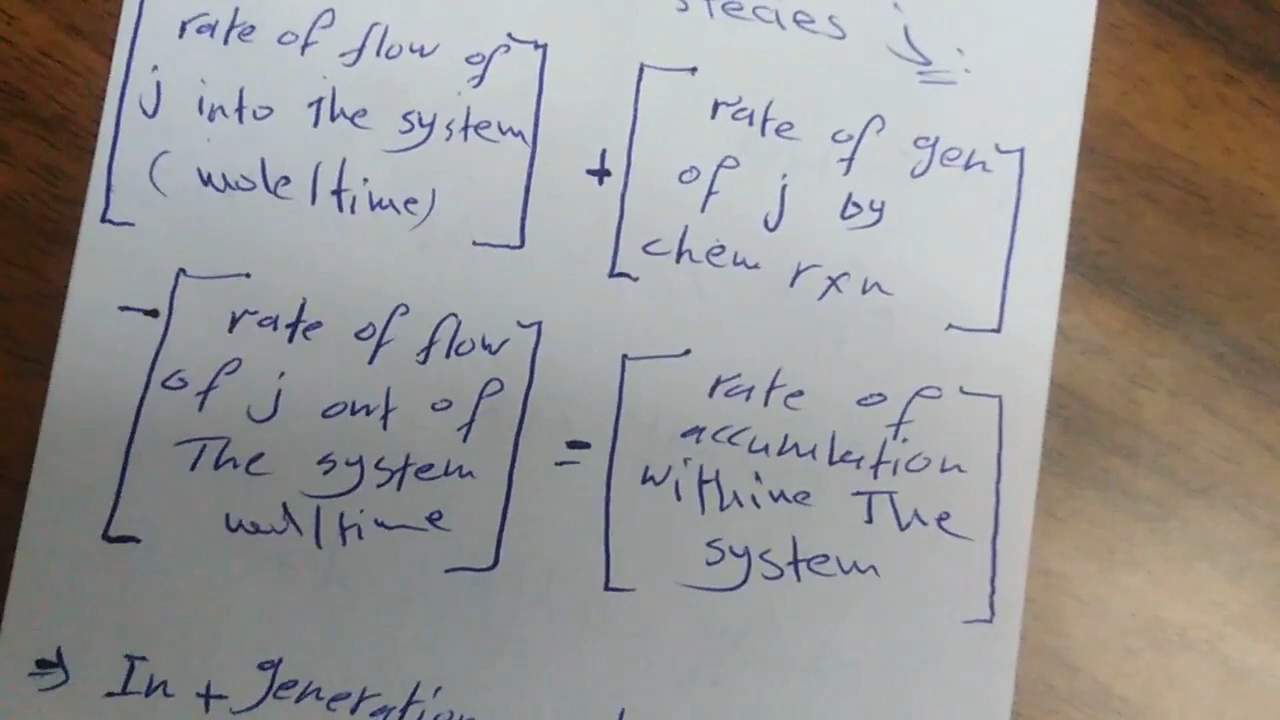 species j:
rate of flow of
j into the system
(mole/time)
+
rate of gen
of j by
chem rxn
-
rate of flow
of j out of
The system
mol/time
=
rate of
accumulation
withine The
system
⇒ In + generation